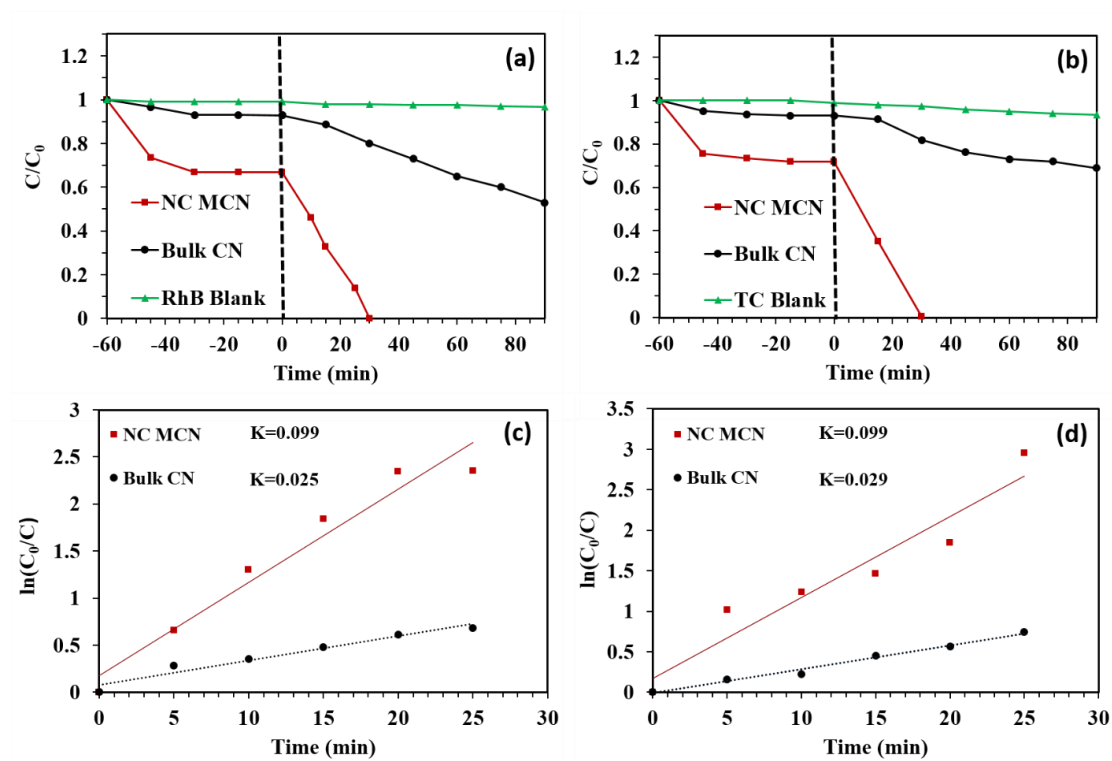 (a)
C/C₀
1.2
1
0.8
0.6
0.4
0.2
0
NC MCN
Bulk CN
RhB Blank
-60 -40 -20 0 20 40 60 80
Time (min)
(b)
C/C₀
1.2
1
0.8
0.6
0.4
0.2
0
NC MCN
Bulk CN
TC Blank
-60 -40 -20 0 20 40 60 80
Time (min)
(c)
ln(C₀/C)
3
2.5
2
1.5
1
0.5
0
NC MCN K=0.099
Bulk CN K=0.025
0 5 10 15 20 25 30
Time (min)
(d)
ln(C₀/C)
3.5
3
2.5
2
1.5
1
0.5
0
NC MCN K=0.099
Bulk CN K=0.029
0 5 10 15 20 25 30
Time (min)